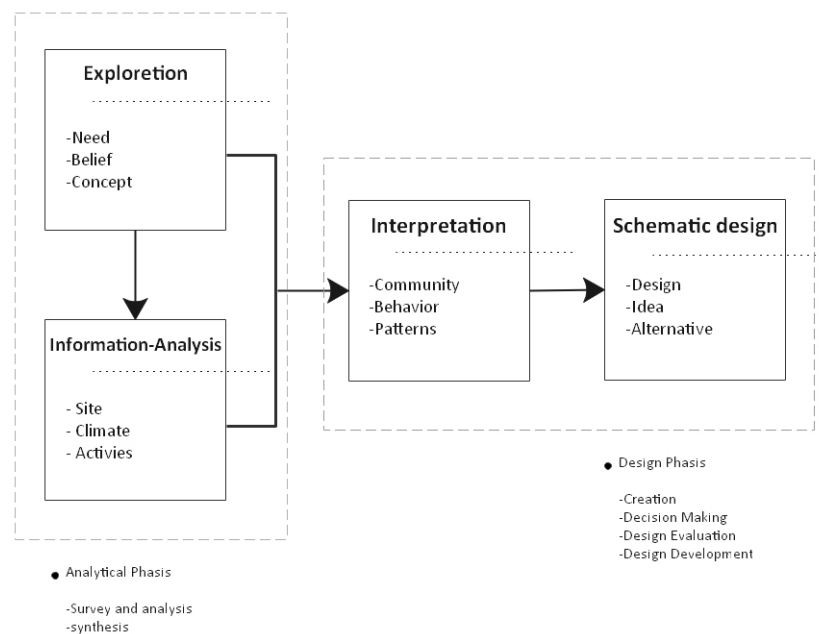 Exploretion
-Need
-Belief
-Concept
Information-Analysis
- Site
- Climate
- Activies
Interpretation
-Community
-Behavior
-Patterns
Schematic design
-Design
-Idea
-Alternative
● Design Phasis
-Creation
-Decision Making
-Design Evaluation
-Design Development
● Analytical Phasis
-Survey and analysis
-synthesis